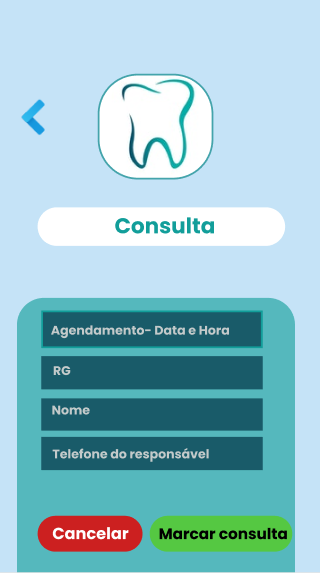 Consulta
Agendamento- Data e Hora
RG
Nome
Telefone do responsável
Cancelar
Marcar consulta